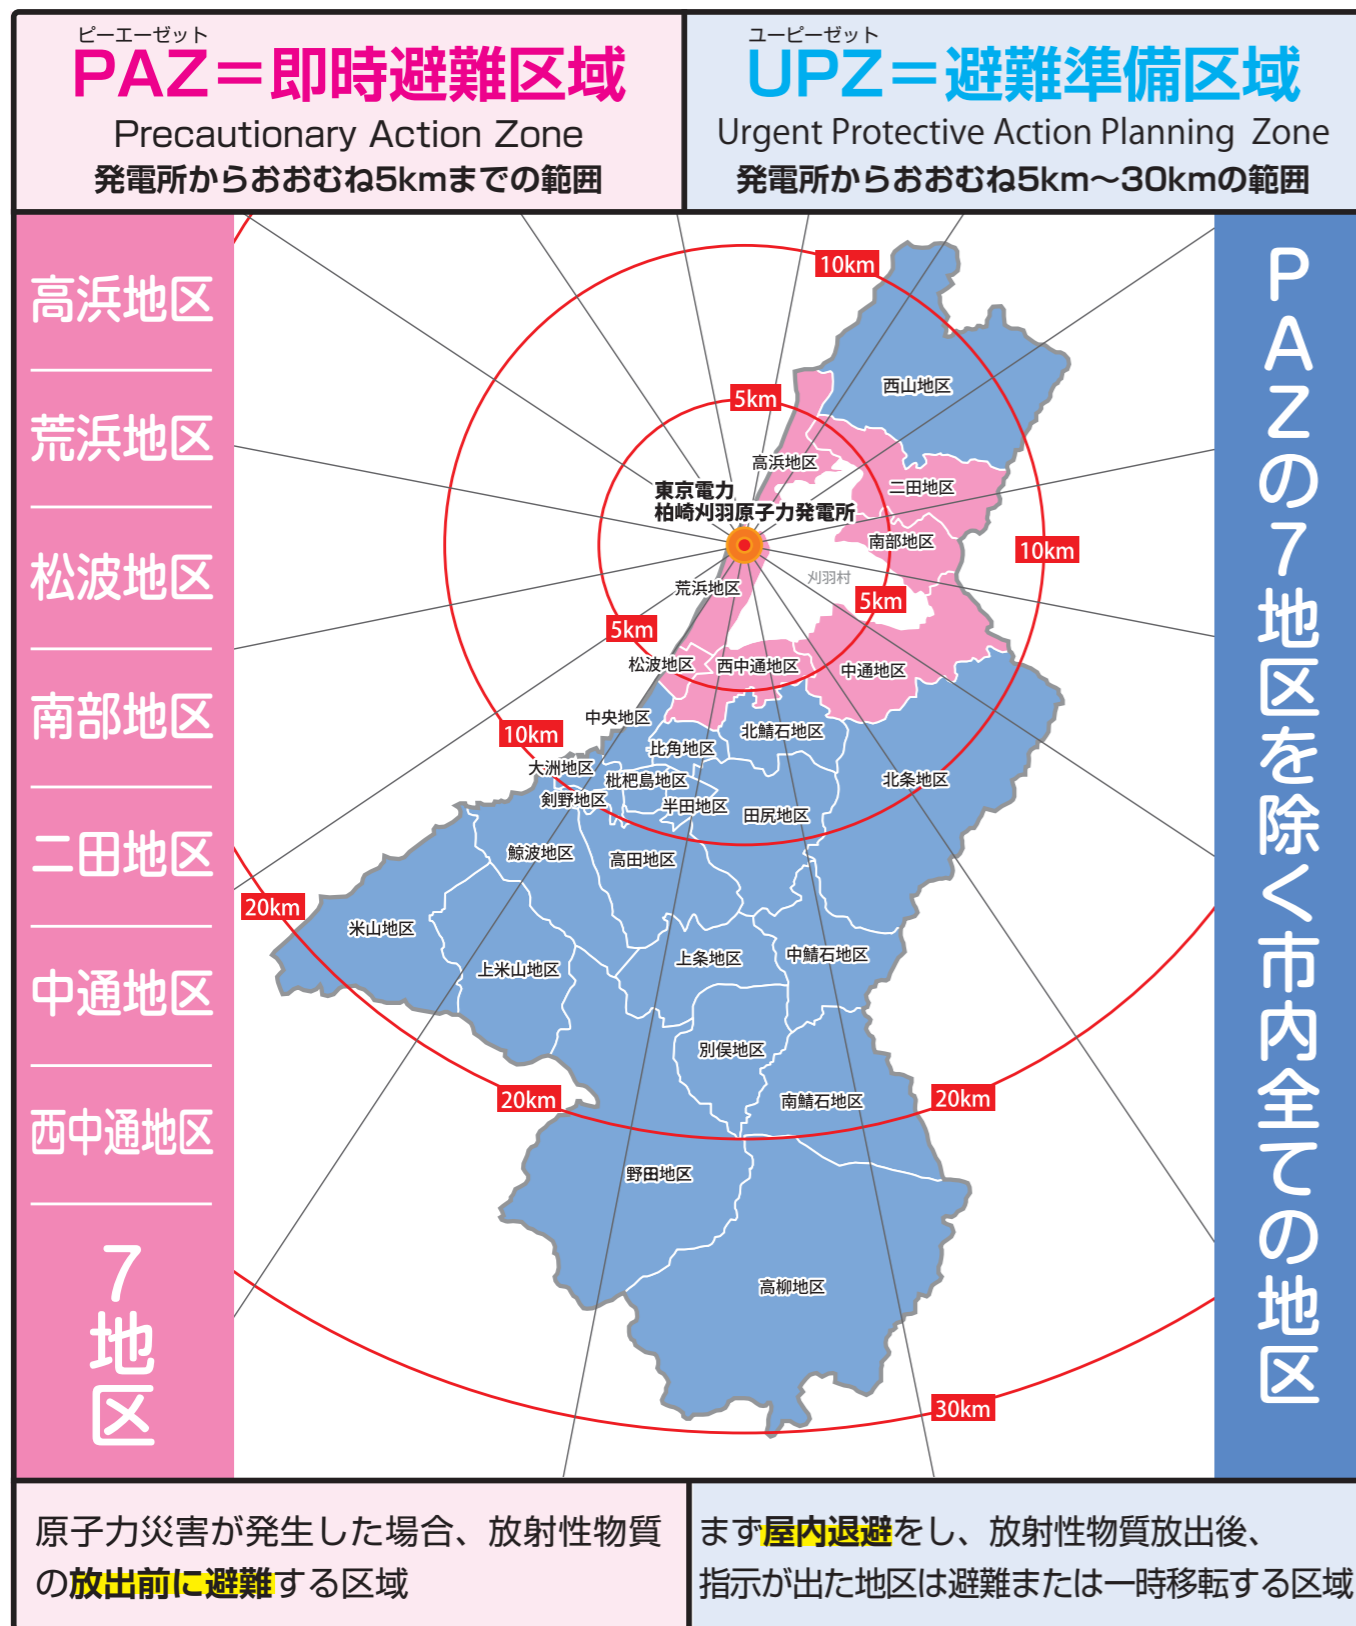 ピーエーゼット
PAZ=即時避難区域
Precautionary Action Zone
発電所からおおむね5kmまでの範囲
ユーピーゼット
UPZ=避難準備区域
Urgent Protective Action Planning Zone
発電所からおおむね5km〜30kmの範囲
高浜地区
荒浜地区
松波地区
南部地区
二田地区
中通地区
西中通地区
7地区
10km
西山地区
5km
高浜地区
二田地区
東京電力
柏崎刈羽原子力発電所
南部地区
10km
刈羽村
荒浜地区
5km
5km
松波地区
西中通地区
中通地区
中央地区
10km
比角地区
北鯖石地区
大洲地区
枇杷島地区
北条地区
剣野地区
半田地区
田尻地区
鯨波地区
高田地区
20km
米山地区
上米山地区
上条地区
中鯖石地区
別俣地区
20km
南鯖石地区
20km
野田地区
高柳地区
30km
PAZの7地区を除く市内全ての地区
原子力災害が発生した場合、放射性物質
の放出前に避難する区域
まず屋内退避をし、放射性物質放出後、
指示が出た地区は避難または一時移転する区域